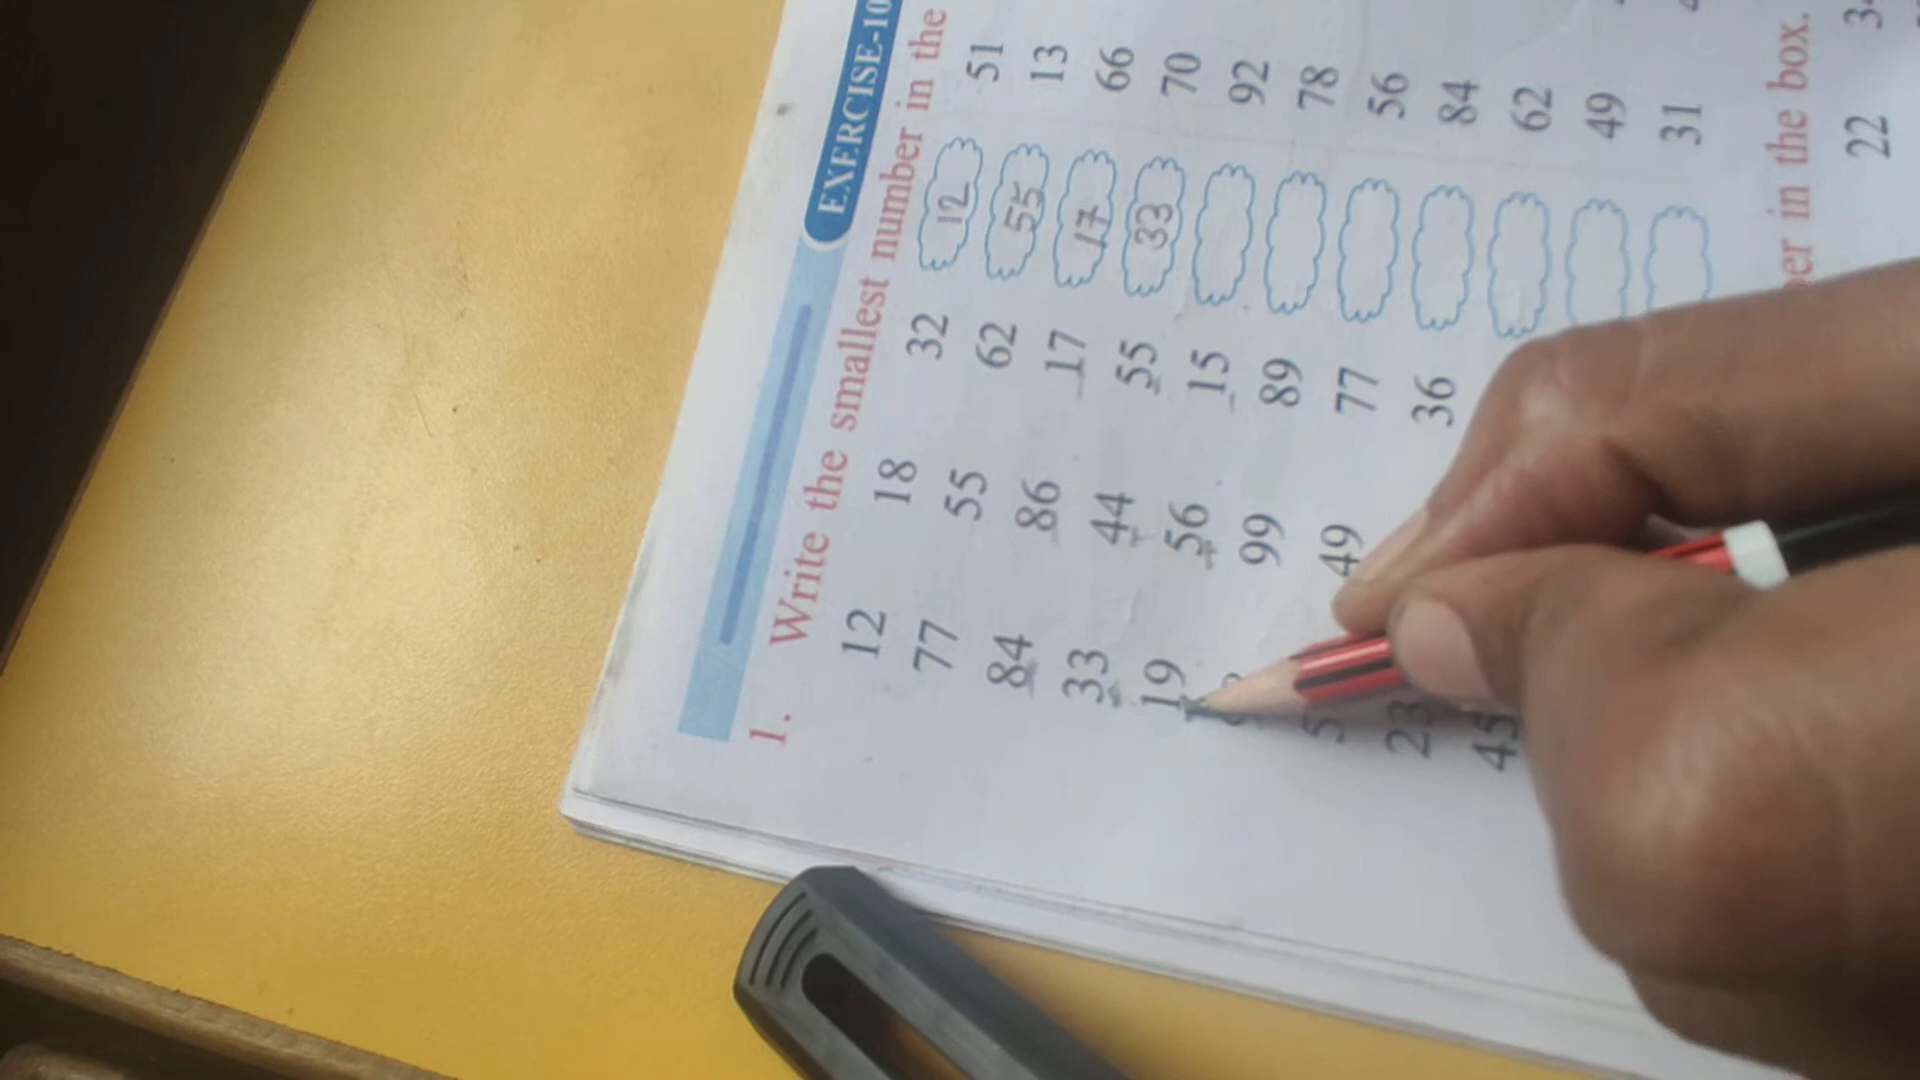 EXERCISE-10
1. Write the smallest number in the
12 18 32 12 51
77 55 62 55 13
84 86 17 17 66
33 44 55 33 70
19 56 15 92
99 89 78
49 77 56
23 36 84
45 62
49
31
in the box.
22